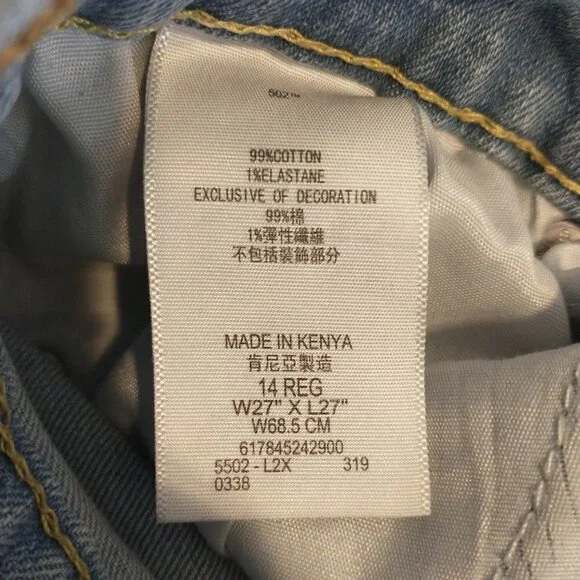 502™
99%COTTON
1%ELASTANE
EXCLUSIVE OF DECORATION
99%棉
1%彈性纖維
不包括裝飾部分
MADE IN KENYA
肯尼亞製造
14 REG
W27" X L27"
W68.5 CM
617845242900
5502 - L2X 319
0338